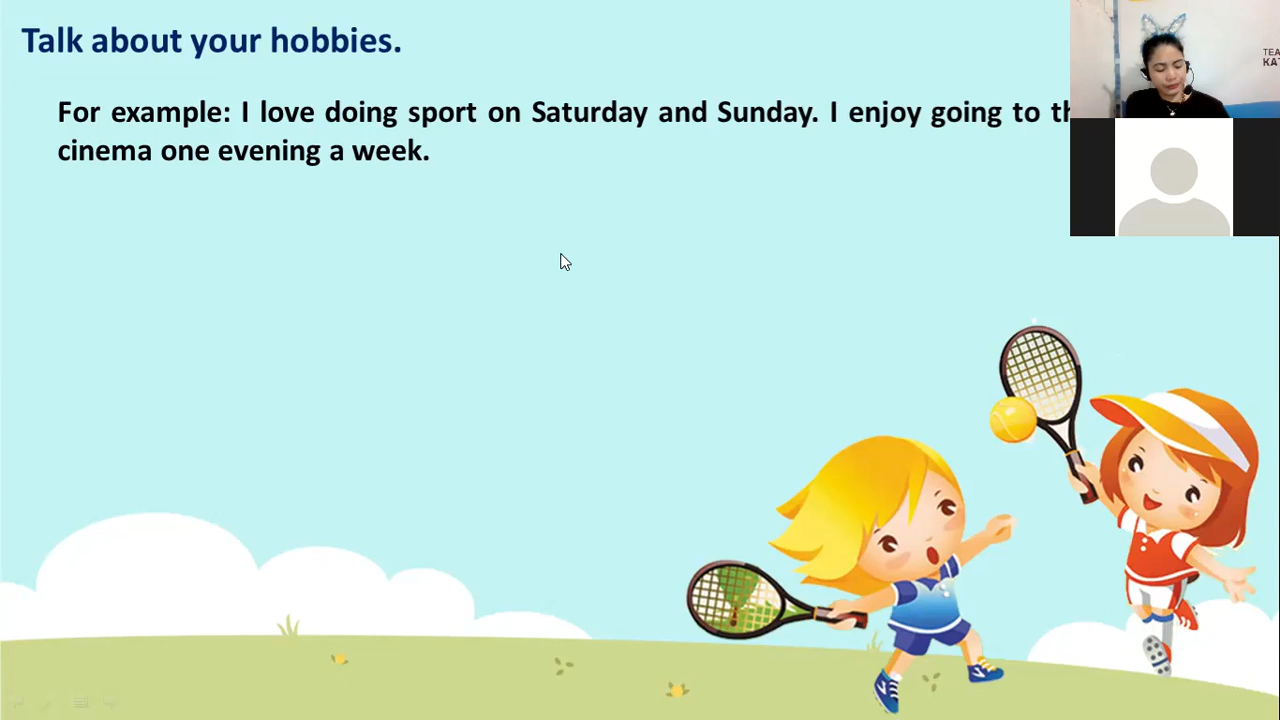 Talk about your hobbies.
For example: I love doing sport on Saturday and Sunday. I enjoy going to
cinema one evening a week.